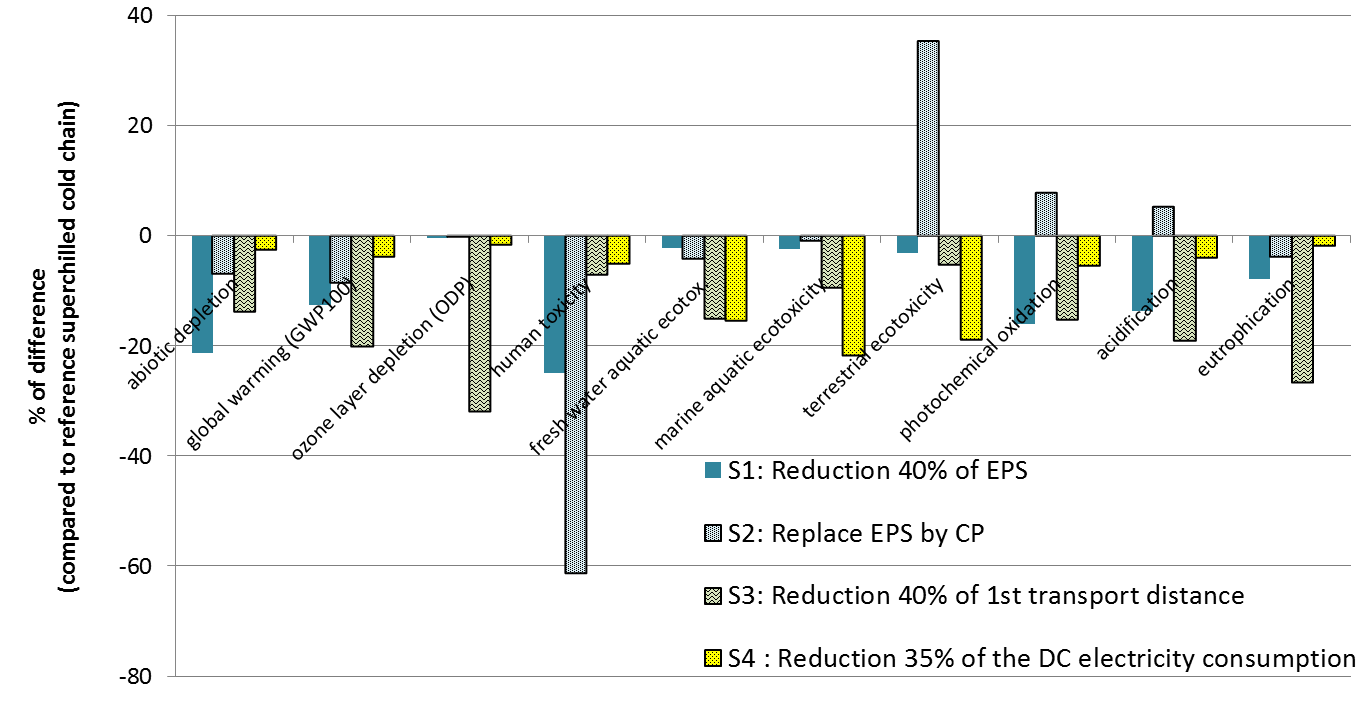 40
20
0
-20
-40
-60
-80
% of difference
(compared to reference superchilled cold chain)
abiotic depletion
global warming (GWP100)
ozone layer depletion (ODP)
human toxicity
fresh water aquatic ecotox.
marine aquatic ecotoxicity
terrestrial ecotoxicity
photochemical oxidation
acidification
eutrophication
S1: Reduction 40% of EPS
S2: Replace EPS by CP
S3: Reduction 40% of 1st transport distance
S4 : Reduction 35% of the DC electricity consumption